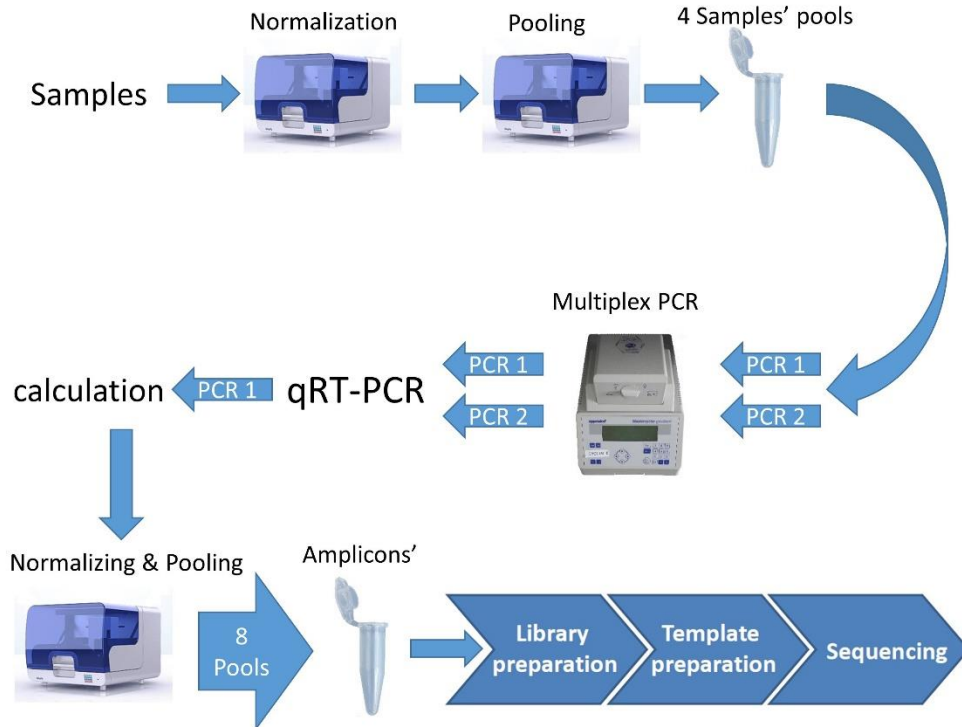 Normalization
Pooling
4 Samples' pools
Samples
Multiplex PCR
PCR 1
PCR 1
calculation
PCR 1
qRT-PCR
PCR 2
PCR 2
Normalizing & Pooling
Amplicons'
8
Pools
Library
preparation
Template
preparation
Sequencing